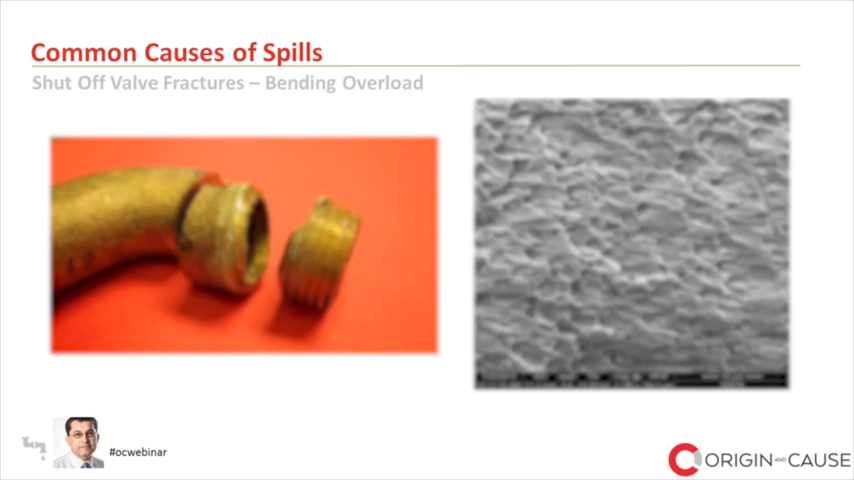 Common Causes of Spills
Shut Off Valve Fractures – Bending Overload
#ocwebinar
ORIGIN AND CAUSE